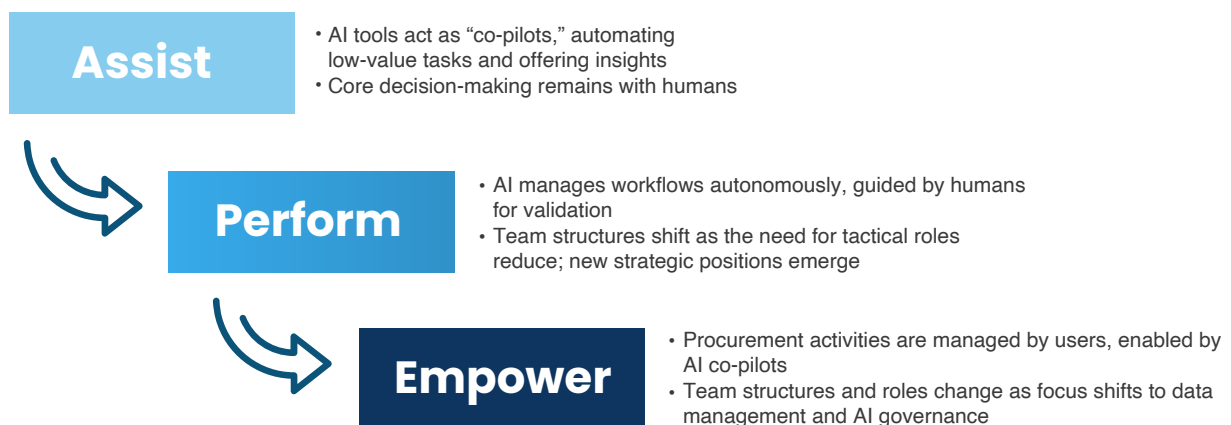 Assist
• AI tools act as “co-pilots,” automating
low-value tasks and offering insights
• Core decision-making remains with humans
Perform
• AI manages workflows autonomously, guided by humans
for validation
• Team structures shift as the need for tactical roles
reduce; new strategic positions emerge
Empower
• Procurement activities are managed by users, enabled by
AI co-pilots
• Team structures and roles change as focus shifts to data
management and AI governance